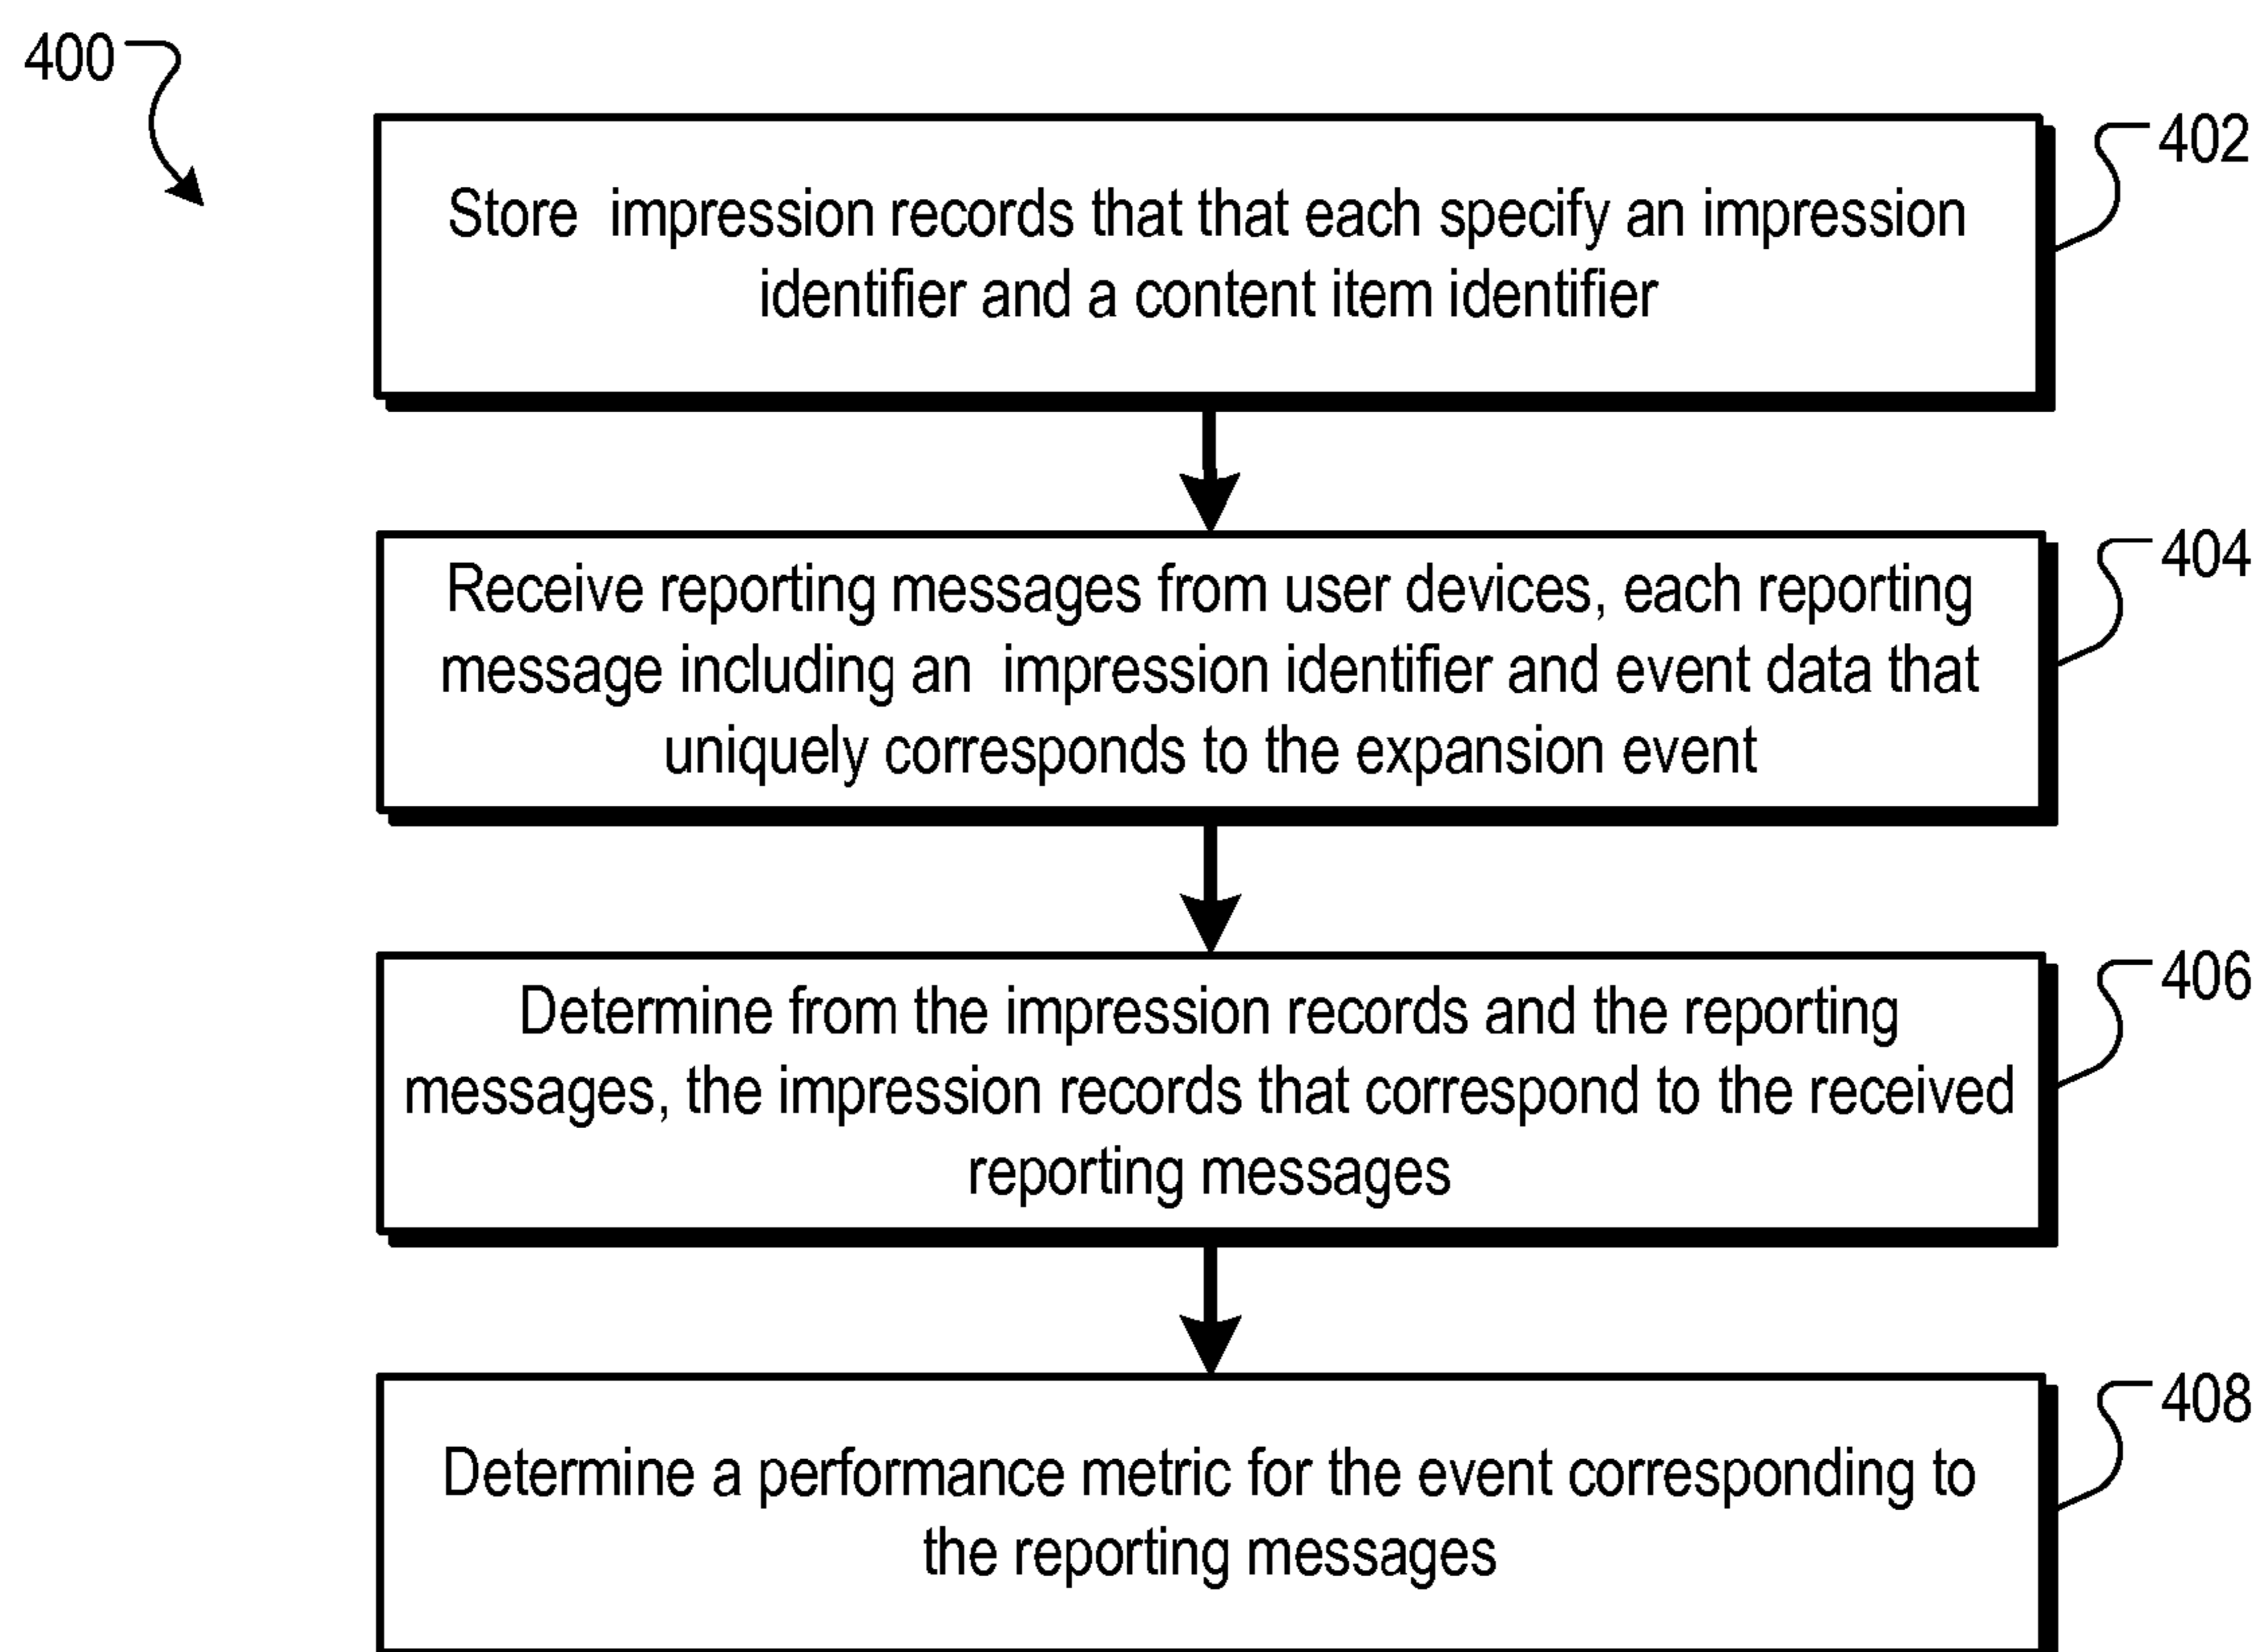 400
402
Store impression records that that each specify an impression
identifier and a content item identifier
404
Receive reporting messages from user devices, each reporting
message including an impression identifier and event data that
uniquely corresponds to the expansion event
406
Determine from the impression records and the reporting
messages, the impression records that correspond to the received
reporting messages
408
Determine a performance metric for the event corresponding to
the reporting messages